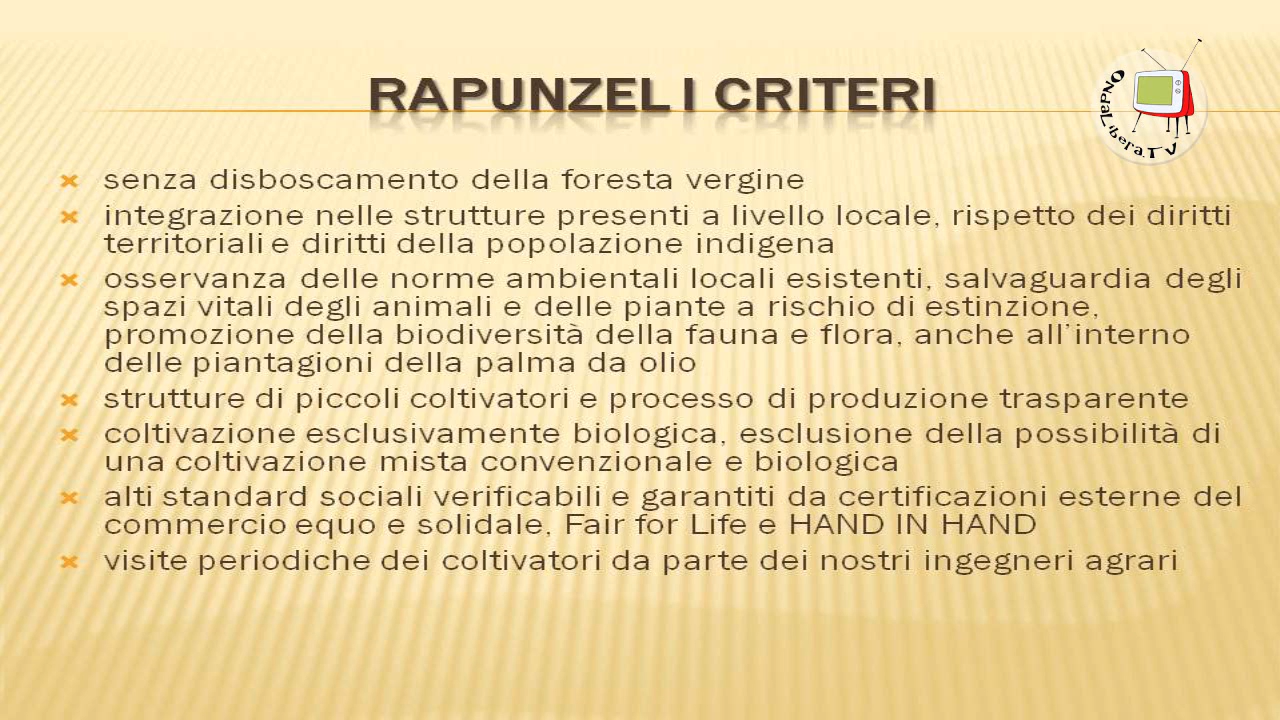 RAPUNZEL I CRITERI
OndaLibera.TV
senza disboscamento della foresta vergine
integrazione nelle strutture presenti a livello locale, rispetto dei diritti
territoriali e diritti della popolazione indigena
osservanza delle norme ambientali locali esistenti, salvaguardia degli
spazi vitali degli animali e delle piante a rischio di estinzione,
promozione della biodiversità della fauna e flora, anche all'interno
delle piantagioni della palma da olio
strutture di piccoli coltivatori e processo di produzione trasparente
coltivazione esclusivamente biologica, esclusione della possibilità di
una coltivazione mista convenzionale e biologica
alti standard sociali verificabili e garantiti da certificazioni esterne del
commercio equo e solidale, Fair for Life e HAND IN HAND
visite periodiche dei coltivatori da parte dei nostri ingegneri agrari